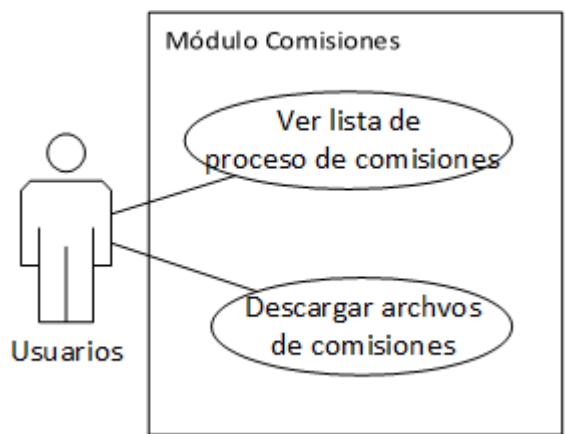 Módulo Comisiones
Ver lista de
proceso de comisiones
Descargar archvos
de comisiones
Usuarios